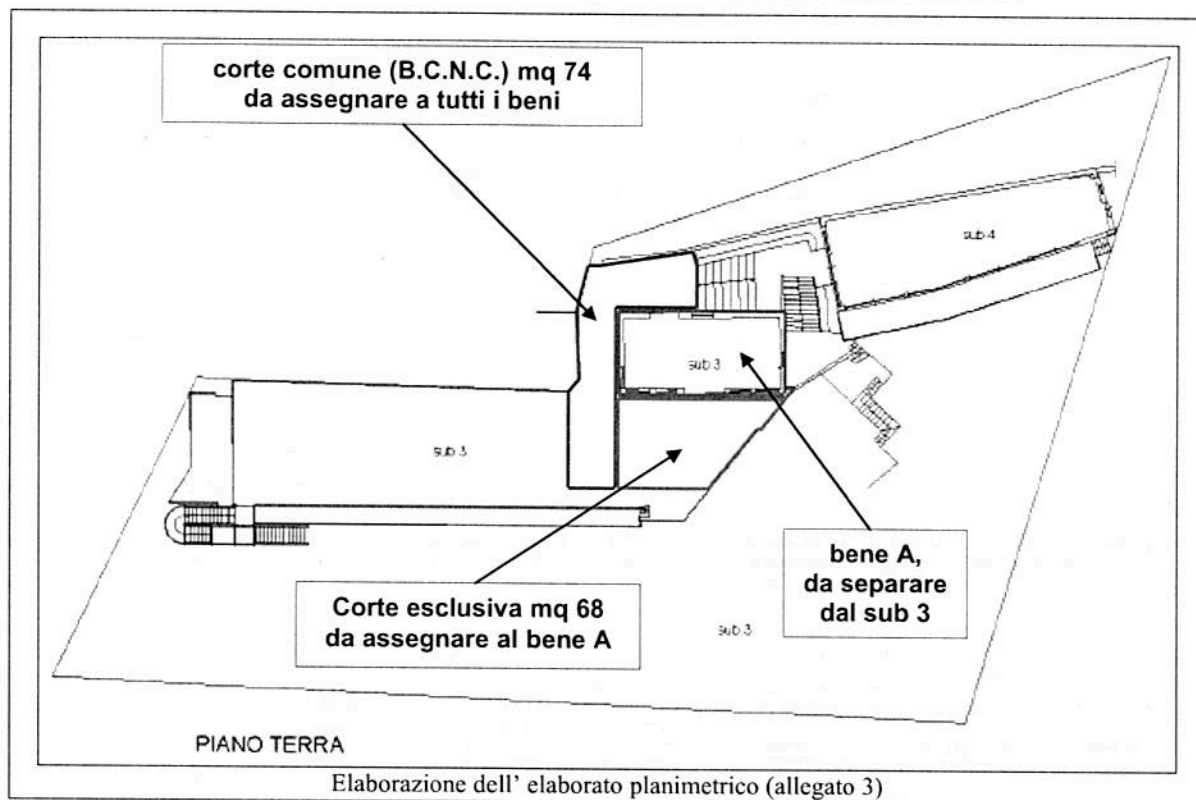 corte comune (B.C.N.C.) mq 74
da assegnare a tutti i beni
sub.4
sub.3
sub.3
Corte esclusiva mq 68
da assegnare al bene A
bene A,
da separare
dal sub 3
sub.3
PIANO TERRA
Elaborazione dell' elaborato planimetrico (allegato 3)